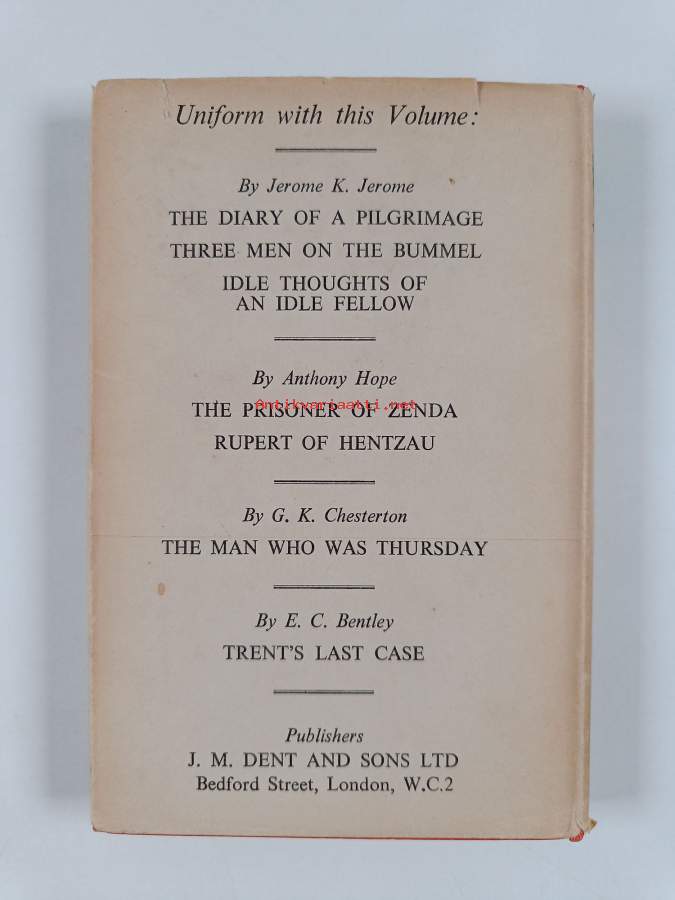 Uniform with this Volume:
By Jerome K. Jerome
THE DIARY OF A PILGRIMAGE
THREE MEN ON THE BUMMEL
IDLE THOUGHTS OF
AN IDLE FELLOW
By Anthony Hope
Antikvariaatti.net
THE PRISONER OF ZENDA
RUPERT OF HENTZAU
By G. K. Chesterton
THE MAN WHO WAS THURSDAY
By E. C. Bentley
TRENT'S LAST CASE
Publishers
J. M. DENT AND SONS LTD
Bedford Street, London, W.C.2